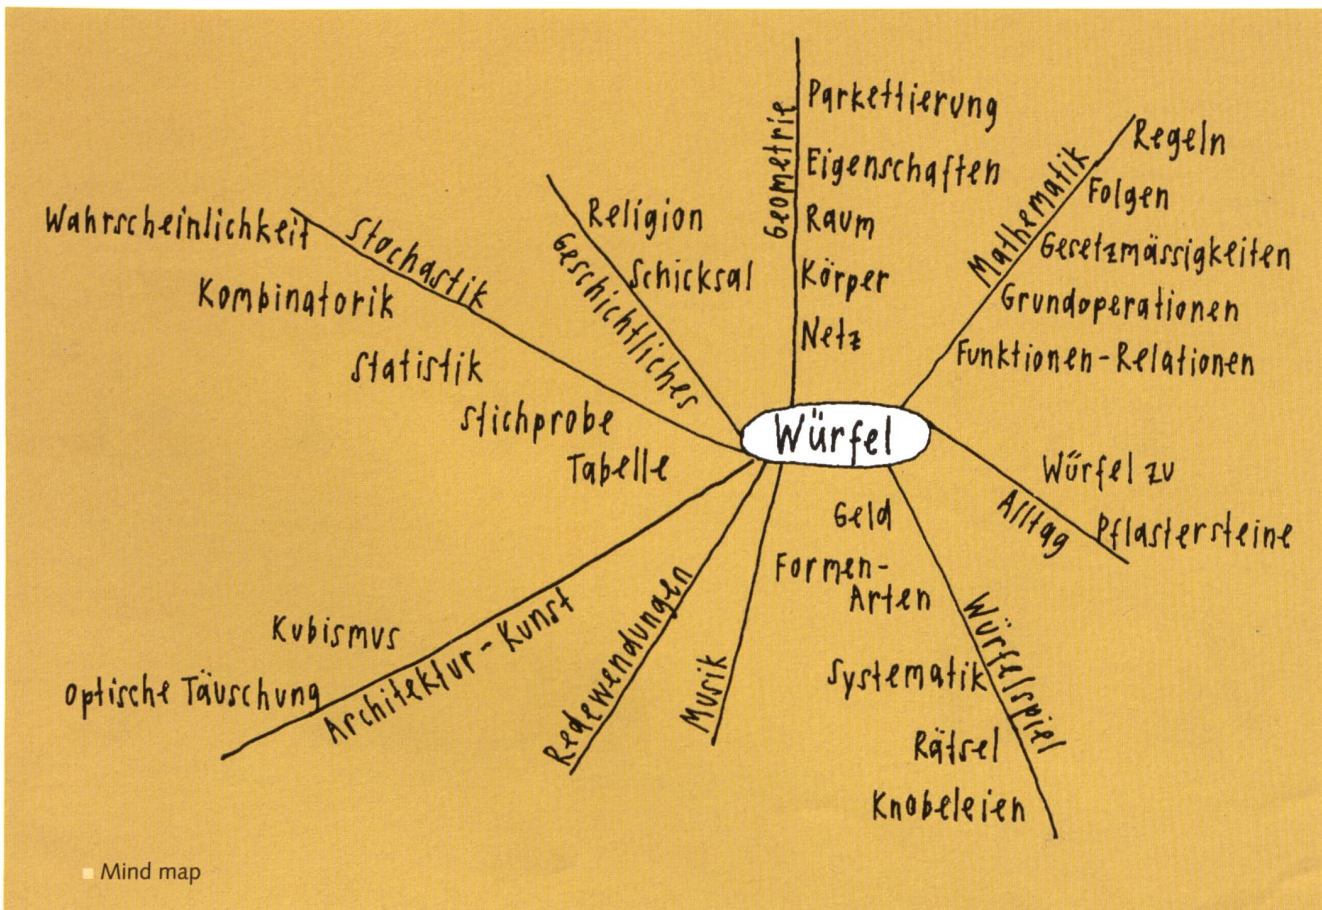 Geometrie
Parkettierung
Eigenschaften
Raum
Körper
Netz
Mathematik
Regeln
Folgen
Gesetzmässigkeiten
Grundoperationen
Funktionen-Relationen
Geschichtliches
Religion
Schicksal
Stochastik
Wahrscheinlichkeit
Kombinatorik
Statistik
Stichprobe
Tabelle
Würfel
Alltag
Würfel zu
Pflastersteine
Architektur-Kunst
Kubismus
optische Täuschung
Redewendungen
Musik
Würfelspiel
Geld
Formen-
Arten
Systematik
Rätsel
Knobeleien
Mind map